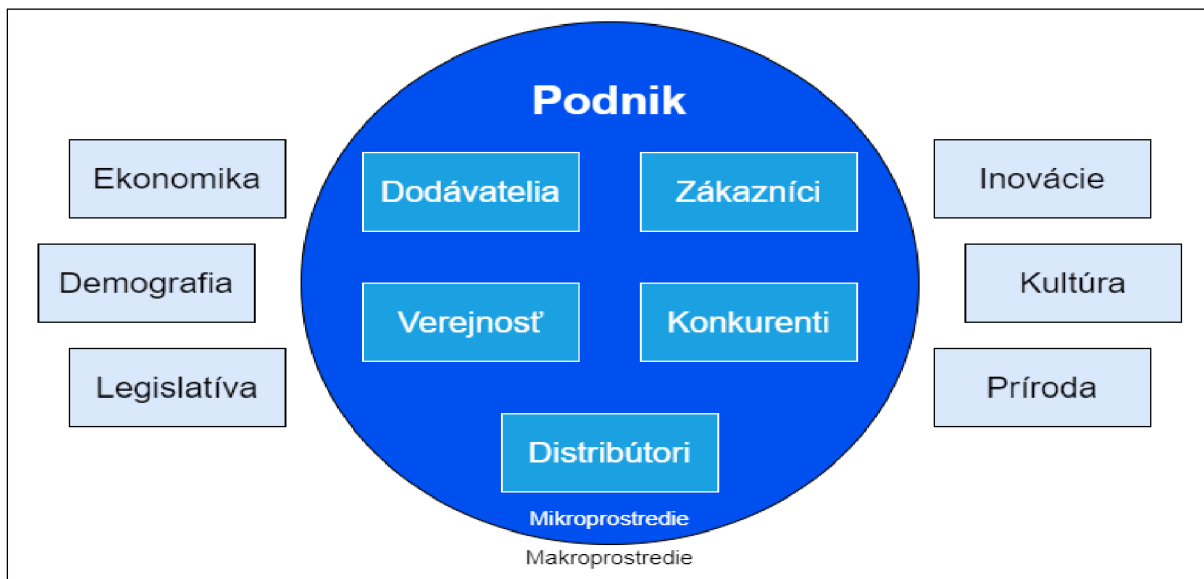 Podnik
Ekonomika
Dodávatelia
Zákazníci
Inovácie
Demografia
Verejnosť
Konkurenti
Kultúra
Legislatíva
Distribútori
Príroda
Mikroprostredie
Makroprostredie